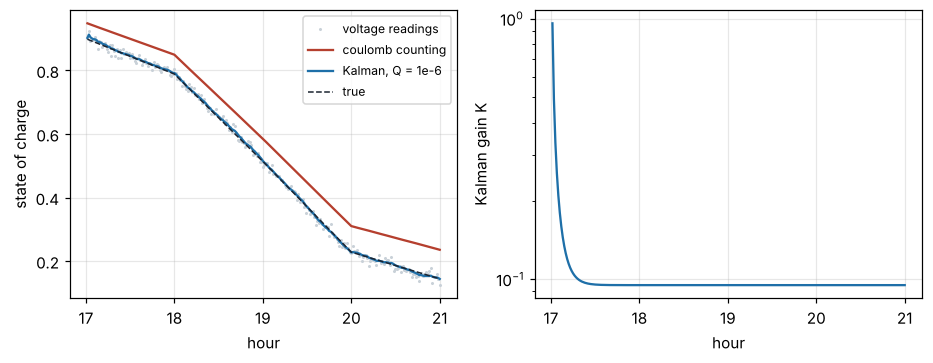 voltage readings
coulomb counting
Kalman, Q = 1e-6
true
state of charge
0.8
0.6
0.4
0.2
17 18 19 20 21
hour
Kalman gain K
10⁰
10⁻¹
17 18 19 20 21
hour